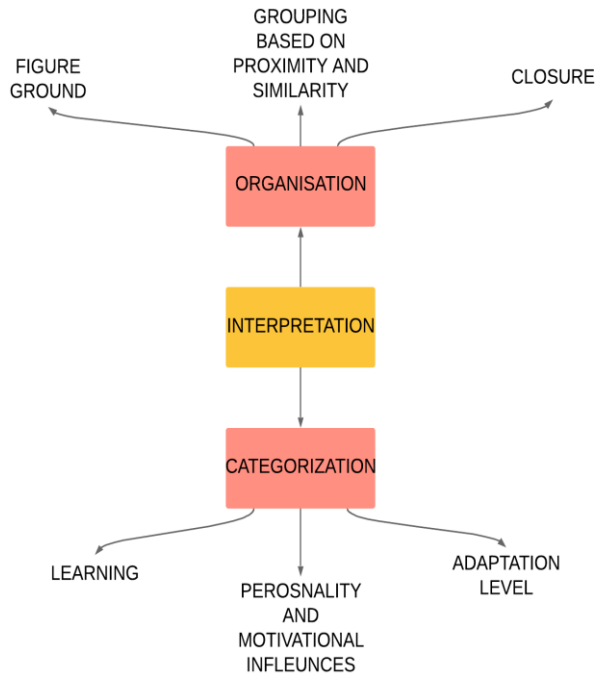 GROUPING
BASED ON
PROXIMITY AND
SIMILARITY
FIGURE
GROUND
CLOSURE
ORGANISATION
INTERPRETATION
CATEGORIZATION
LEARNING
PEROSNALITY
AND
MOTIVATIONAL
INFLEUNCES
ADAPTATION
LEVEL